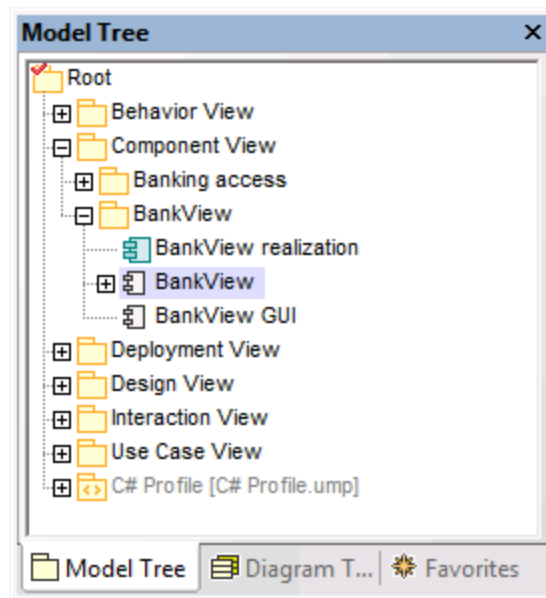 Model Tree
Root
Behavior View
Component View
Banking access
BankView
BankView realization
BankView
BankView GUI
Deployment View
Design View
Interaction View
Use Case View
C# Profile [C# Profile.ump]
Model Tree Diagram T... Favorites